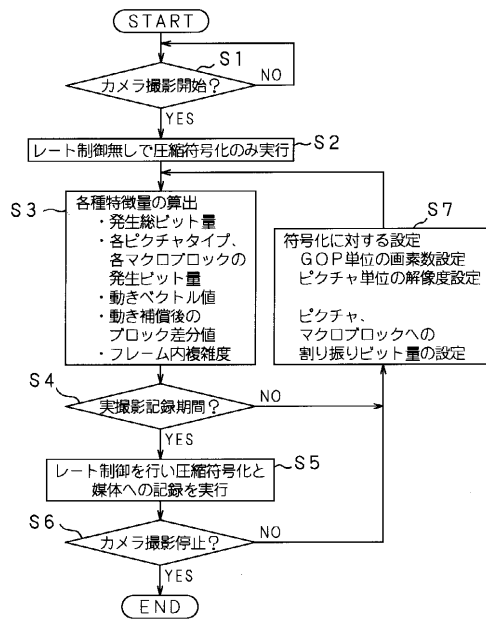 START
S1
カメラ撮影開始?
NO
YES
S2
レート制御無しで圧縮符号化のみ実行
S3
各種特徴量の算出
・発生総ビット量
・各ピクチャタイプ、
各マクロブロックの
発生ビット量
・動きベクトル値
・動き補償後の
ブロック差分値
・フレーム内複雑度
S7
符号化に対する設定
GOP単位の画素数設定
ピクチャ単位の解像度設定
ピクチャ、
マクロブロックへの
割り振りビット量の設定
S4
実撮影記録期間?
NO
YES
S5
レート制御を行い圧縮符号化と
媒体への記録を実行
S6
カメラ撮影停止?
NO
YES
END